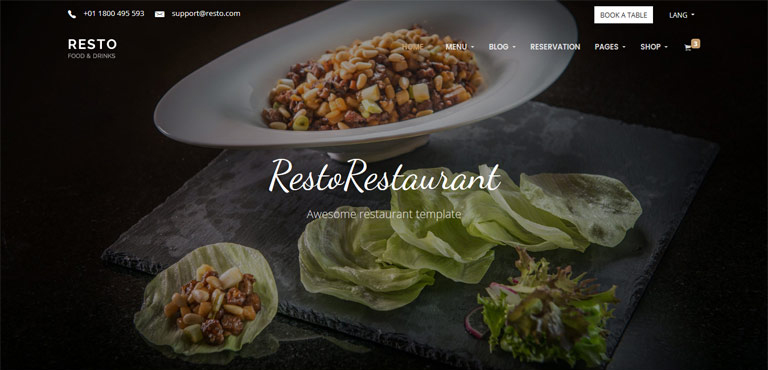 +01 1800 495 593 support@resto.com BOOK A TABLE LANG
RESTO
FOOD & DRINKS
HOME MENU BLOG RESERVATION PAGES SHOP 3
RestoRestaurant
Awesome restaurant template